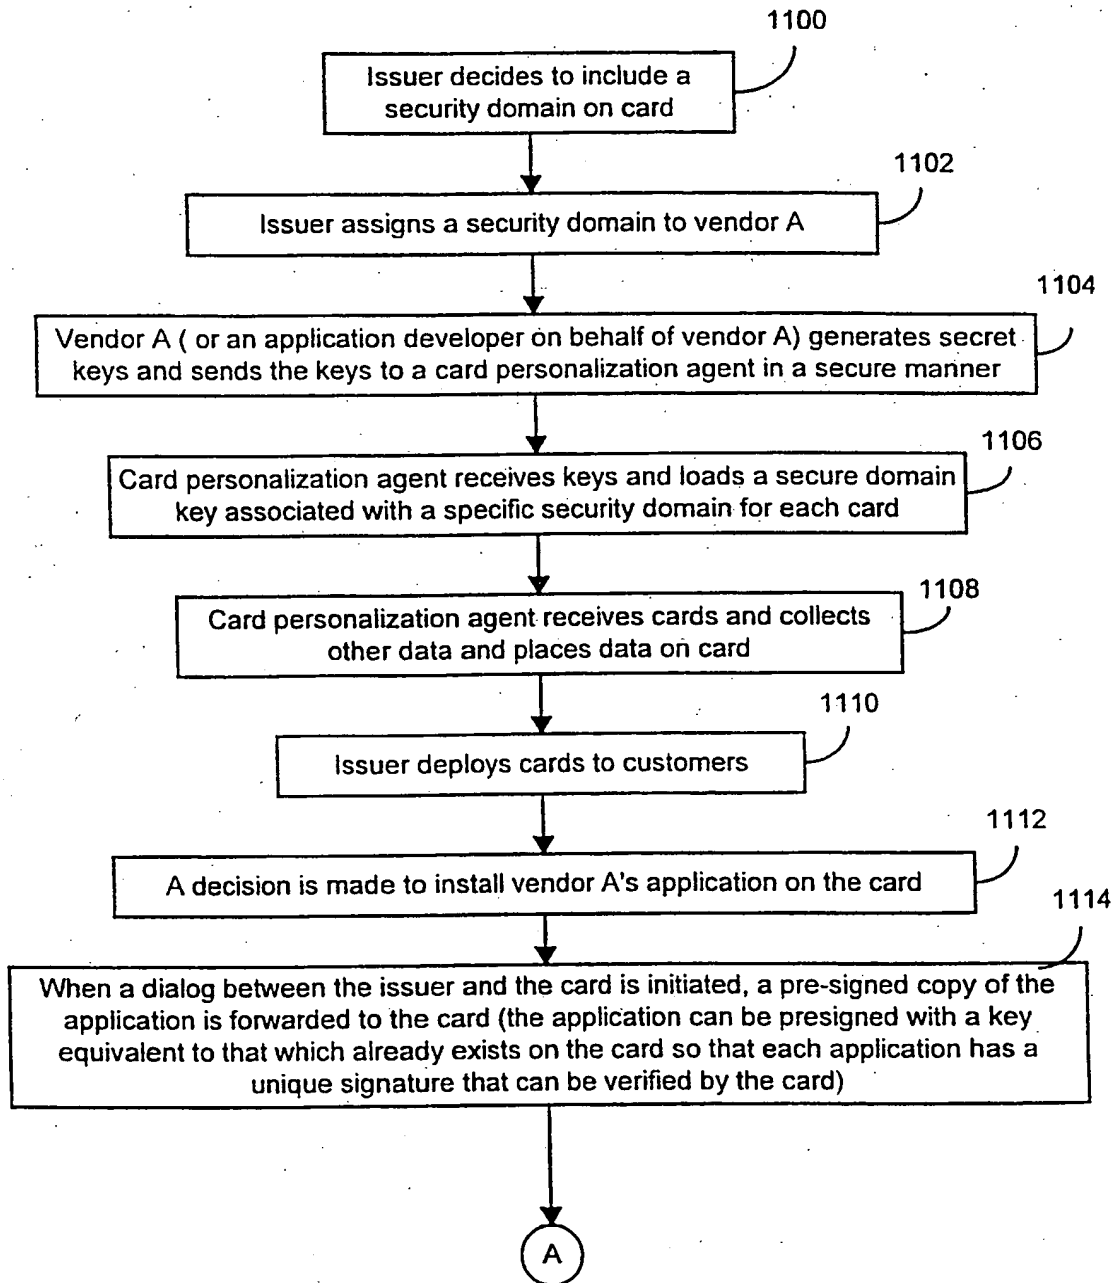 1100
Issuer decides to include a
security domain on card
1102
Issuer assigns a security domain to vendor A
1104
Vendor A ( or an application developer on behalf of vendor A) generates secret
keys and sends the keys to a card personalization agent in a secure manner
1106
Card personalization agent receives keys and loads a secure domain
key associated with a specific security domain for each card
1108
Card personalization agent receives cards and collects
other data and places data on card
1110
Issuer deploys cards to customers
1112
A decision is made to install vendor A's application on the card
1114
When a dialog between the issuer and the card is initiated, a pre-signed copy of the
application is forwarded to the card (the application can be presigned with a key
equivalent to that which already exists on the card so that each application has a
unique signature that can be verified by the card)
A